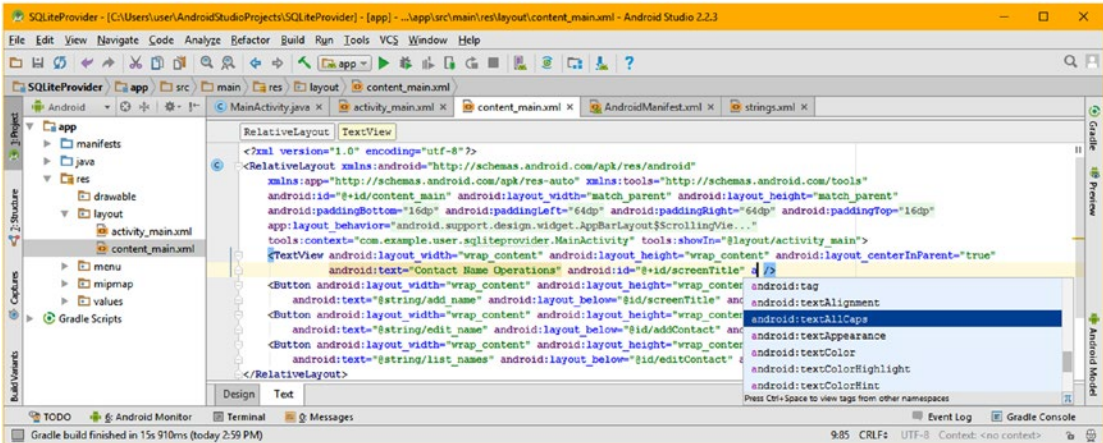 SQLiteProvider - [C:\Users\user\AndroidStudioProjects\SQLiteProvider] - [app] - ...\app\src\main\res\layout\content_main.xml - Android Studio 2.2.3
File Edit View Navigate Code Analyze Refactor Build Run Tools VCS Window Help
app
SQLiteProvider app src main res layout content_main.xml
Android MainActivity.java × activity_main.xml × content_main.xml × AndroidManifest.xml × strings.xml ×
1: Project
2: Structure
Captures
Build Variants
app
manifests
java
res
drawable
layout
activity_main.xml
content_main.xml
menu
mipmap
values
Gradle Scripts
RelativeLayout TextView
<?xml version="1.0" encoding="utf-8"?>
<RelativeLayout xmlns:android="http://schemas.android.com/apk/res/android"
xmlns:app="http://schemas.android.com/apk/res-auto" xmlns:tools="http://schemas.android.com/tools"
android:id="@+id/content_main" android:layout_width="match_parent" android:layout_height="match_parent"
android:paddingBottom="16dp" android:paddingLeft="64dp" android:paddingRight="64dp" android:paddingTop="16dp"
app:layout_behavior="android.support.design.widget.AppBarLayout$ScrollingVie..."
tools:context="com.example.user.sqliteprovider.MainActivity" tools:showIn="@layout/activity_main">
<TextView android:layout_width="wrap_content" android:layout_height="wrap_content" android:layout_centerInParent="true"
android:text="Contact Name Operations" android:id="@+id/screenTitle" a />
<Button android:layout_width="wrap_content" android:layout_height="wrap_conten
android:text="@string/add_name" android:layout_below="@id/screenTitle" and
<Button android:layout_width="wrap_content" android:layout_height="wrap_conten
android:text="@string/edit_name" android:layout_below="@id/addContact" and
<Button android:layout_width="wrap_content" android:layout_height="wrap_conten
android:text="@string/list_names" android:layout_below="@id/editContact" a
</RelativeLayout>
android:tag
android:textAlignment
android:textAllCaps
android:textAppearance
android:textColor
android:textColorHighlight
android:textColorHint
Press Ctrl+Space to view tags from other namespaces
Design Text
Gradle
Preview
Android Model
TODO 6: Android Monitor Terminal 0: Messages Event Log Gradle Console
Gradle build finished in 15s 910ms (today 2:59 PM) 9:85 CRLF UTF-8 Context: <no context>